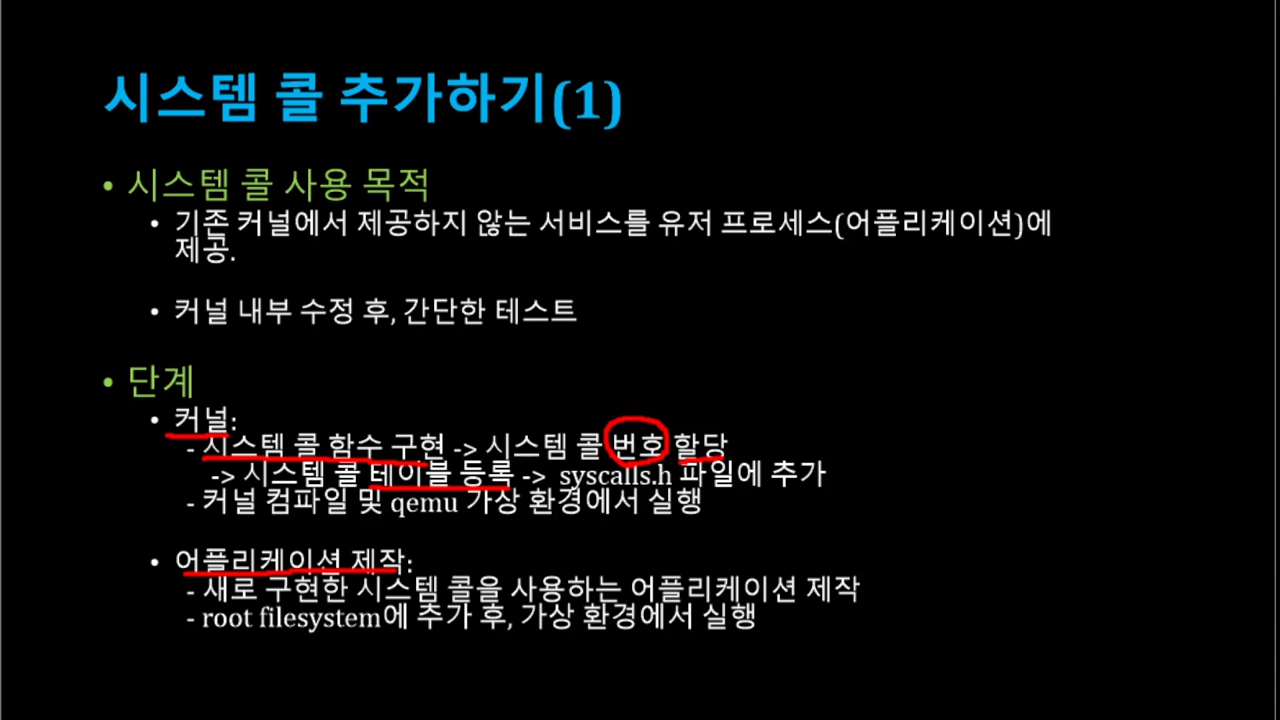 시스템 콜 추가하기(1)
• 시스템 콜 사용 목적
• 기존 커널에서 제공하지 않는 서비스를 유저 프로세스(어플리케이션)에
제공.
• 커널 내부 수정 후, 간단한 테스트
• 단계
• 커널:
- 시스템 콜 함수 구현 -> 시스템 콜 번호 할당
-> 시스템 콜 테이블 등록 -> syscalls.h 파일에 추가
- 커널 컴파일 및 qemu 가상 환경에서 실행
• 어플리케이션 제작:
- 새로 구현한 시스템 콜을 사용하는 어플리케이션 제작
- root filesystem에 추가 후, 가상 환경에서 실행